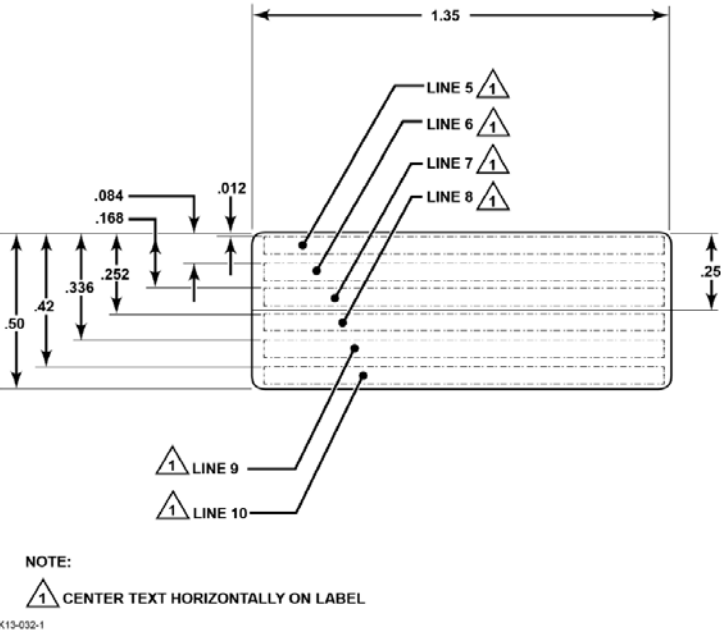 1.35
LINE 5 1
LINE 6 1
LINE 7 1
LINE 8 1
.084
.012
.168
.252
.336
.42
.50
.25
1 LINE 9
1 LINE 10
NOTE:
1 CENTER TEXT HORIZONTALLY ON LABEL
K13-032-1